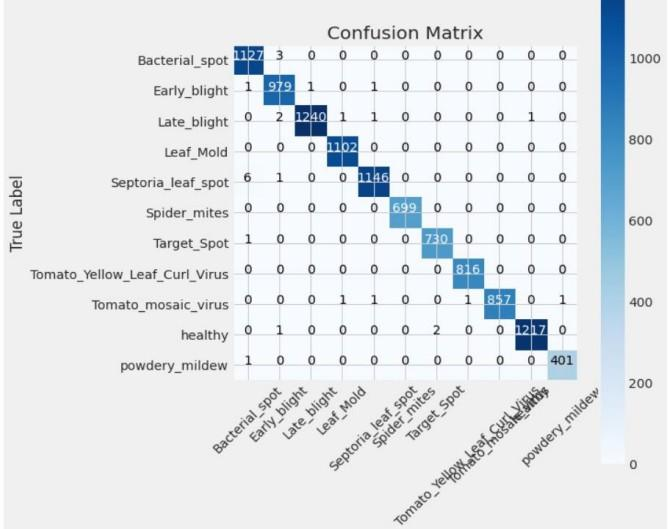 Confusion Matrix
True Label
Bacterial_spot 1127 3 0 0 0 0 0 0 0 0 0
Early_blight 1 979 1 0 1 0 0 0 0 0 0
Late_blight 0 2 1240 1 1 0 0 0 0 1 0
Leaf_Mold 0 0 0 1102 0 0 0 0 0 0 0
Septoria_leaf_spot 6 1 0 0 1146 0 0 0 0 0 0
Spider_mites 0 0 0 0 0 699 0 0 0 0 0
Target_Spot 1 0 0 0 0 0 730 0 0 0 0
Tomato_Yellow_Leaf_Curl_Virus 0 0 0 0 0 0 0 816 0 0 0
Tomato_mosaic_virus 0 0 0 1 1 0 0 1 857 0 1
healthy 0 1 0 0 0 0 2 0 0 1217 0
powdery_mildew 1 0 0 0 0 0 0 0 0 0 401
Bacterial_spot
Early_blight
Late_blight
Leaf_Mold
Septoria_leaf_spot
Spider_mites
Target_Spot
Tomato_Yellow_Leaf_Curl_Virus
powdery_mildew
1000
800
600
400
200
0